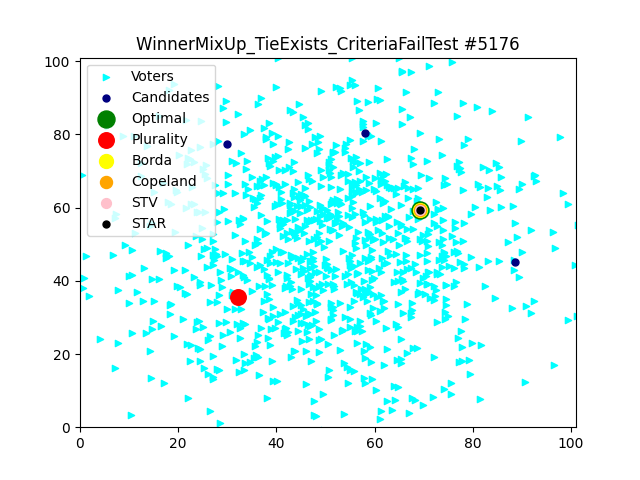 WinnerMixUp_TieExists_CriteriaFailTest #5176
100
80
60
40
20
0
Voters
Candidates
Optimal
Plurality
Borda
Copeland
STV
STAR
0 20 40 60 80 100